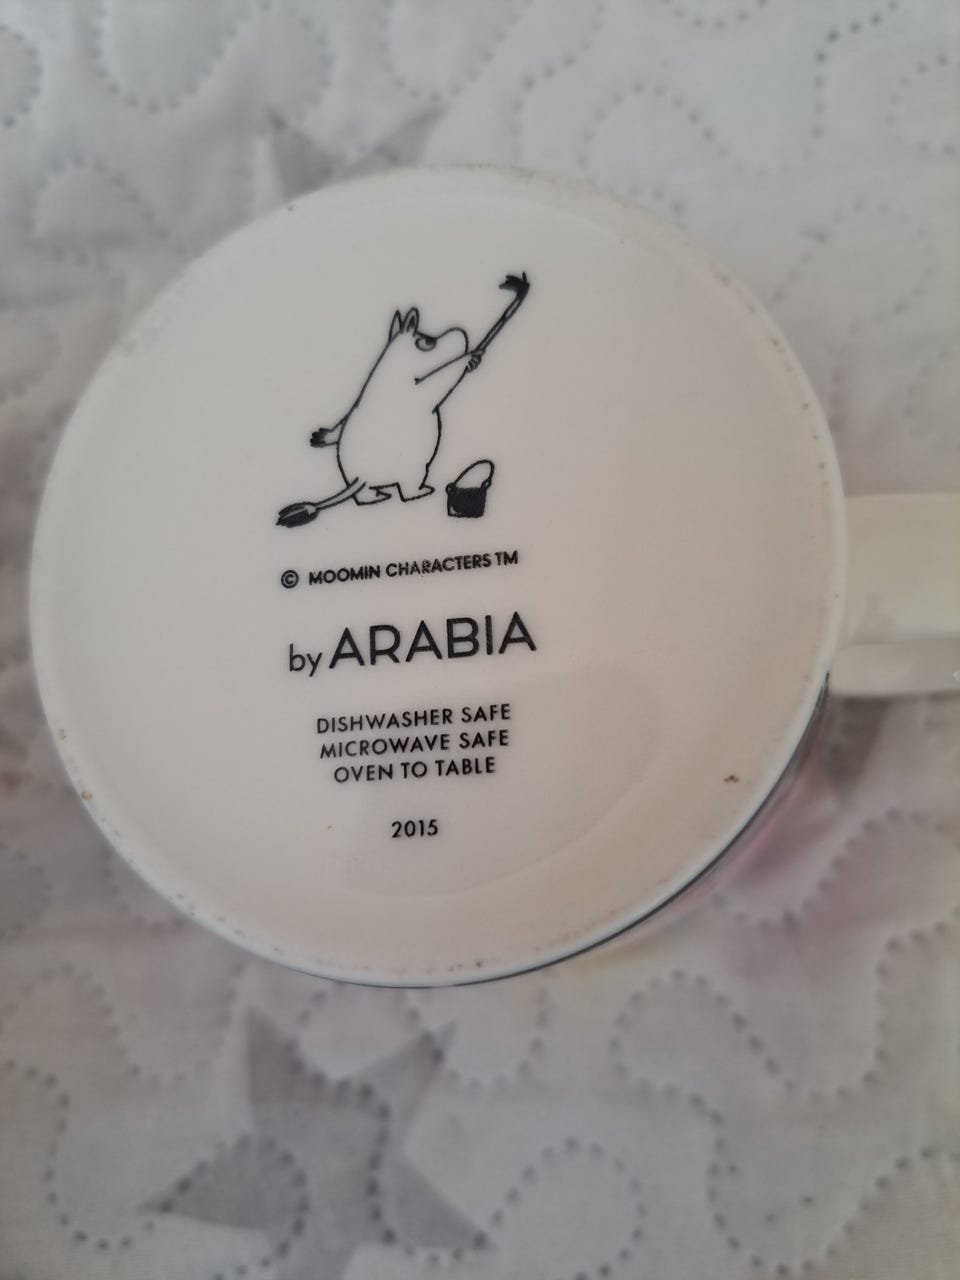 © MOOMIN CHARACTERS TM
by ARABIA
DISHWASHER SAFE
MICROWAVE SAFE
OVEN TO TABLE
2015